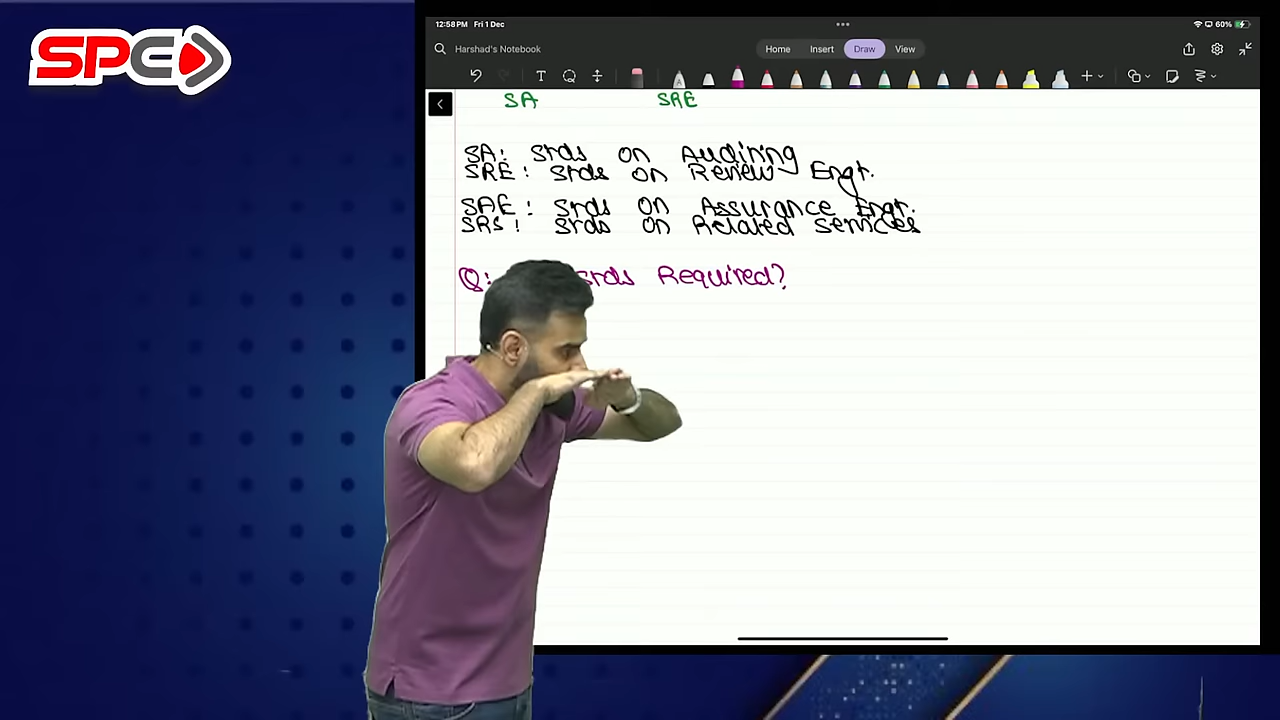 SPC
12:58 PM Fri 1 Dec
60%
Harshad's Notebook
Home Insert Draw View
SA SAE
SA: Stds on Auditing
SRE: Stds on Review Engt.
SAE: Stds on Assurance Engt.
SRS: Stds on Related Services
Q: Stds Required?